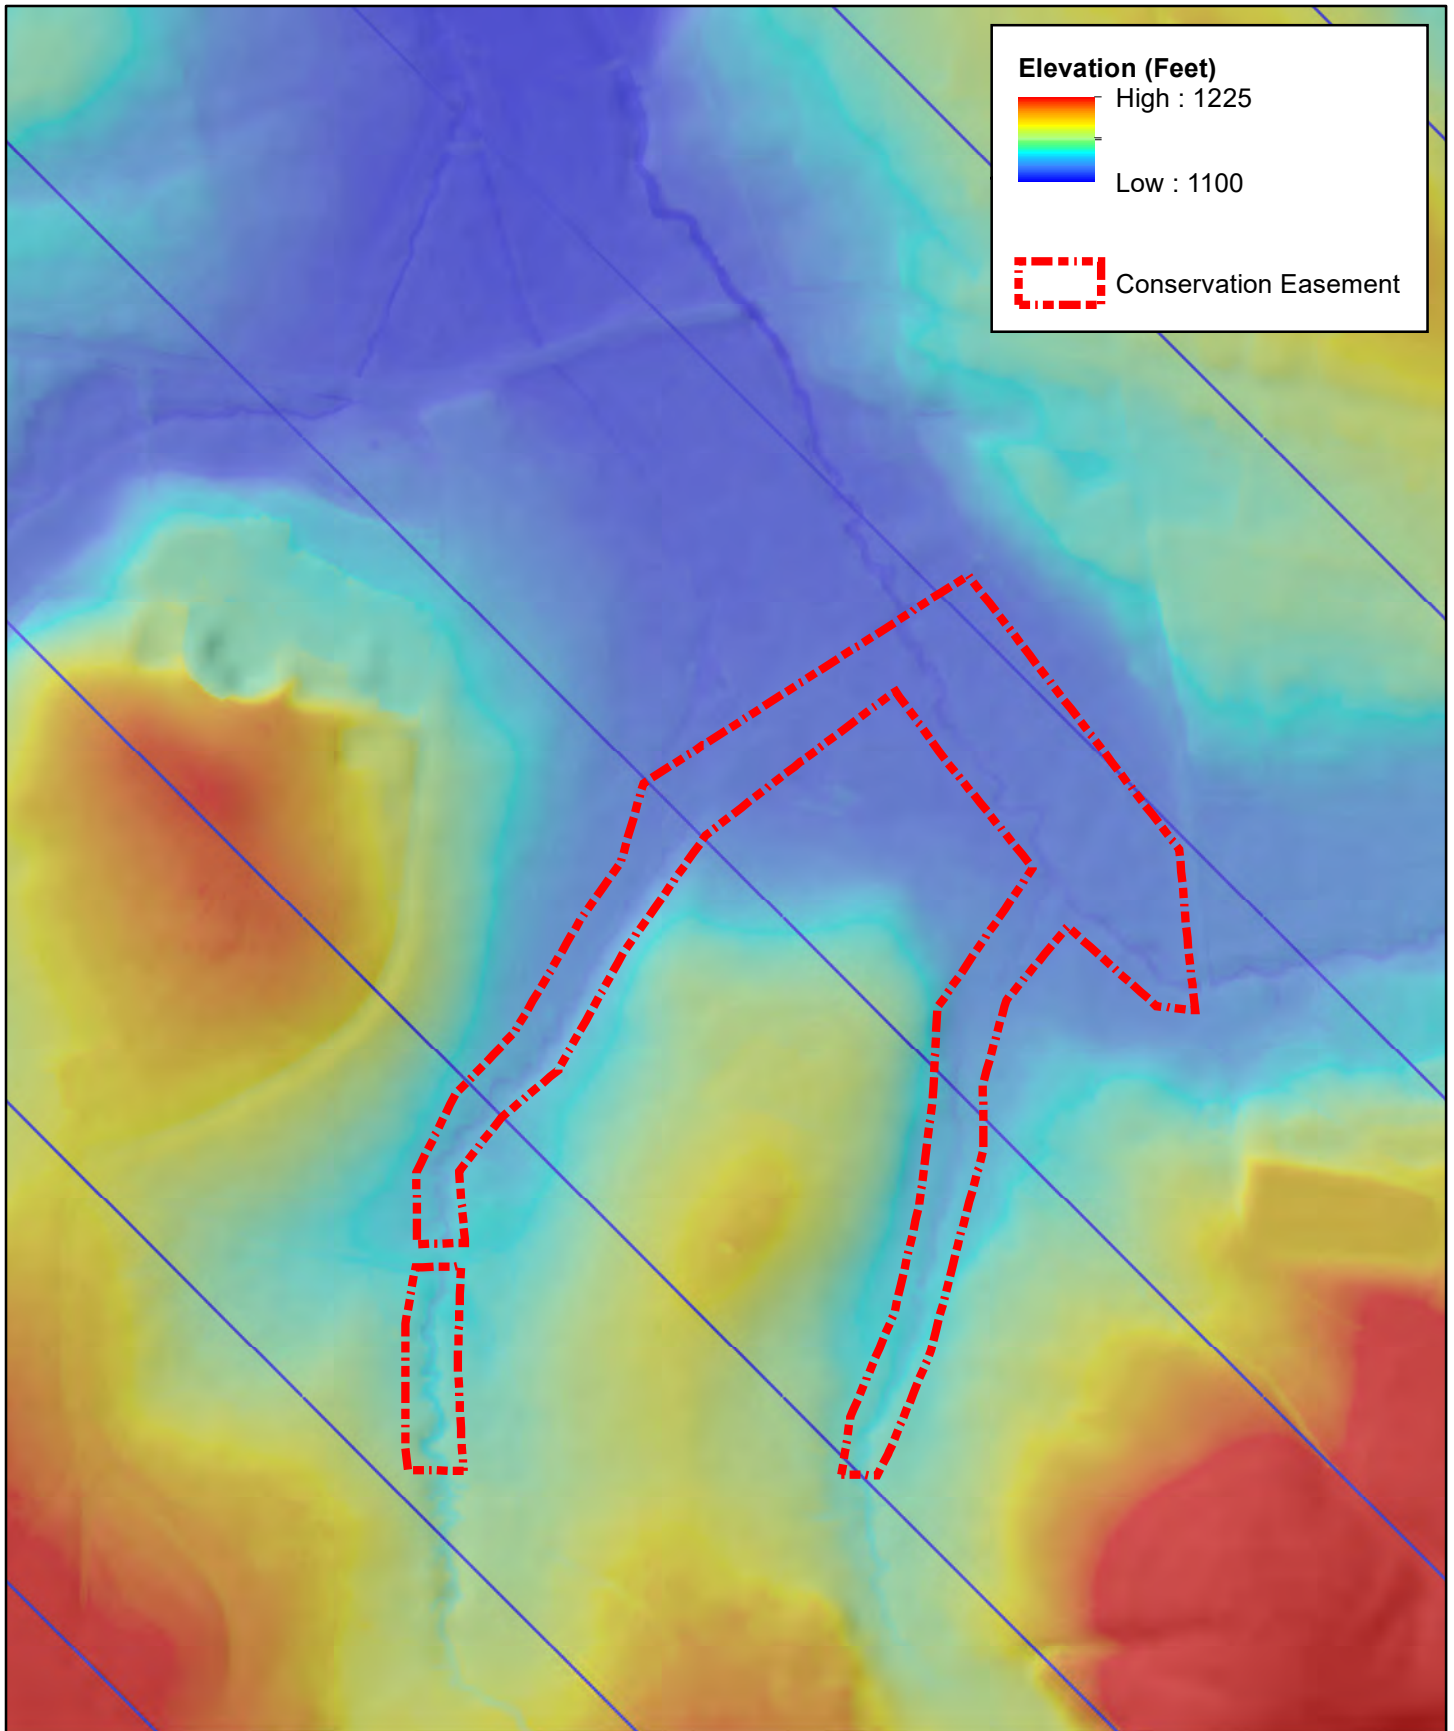 Elevation (Feet)
High : 1225
Low : 1100
Conservation Easement